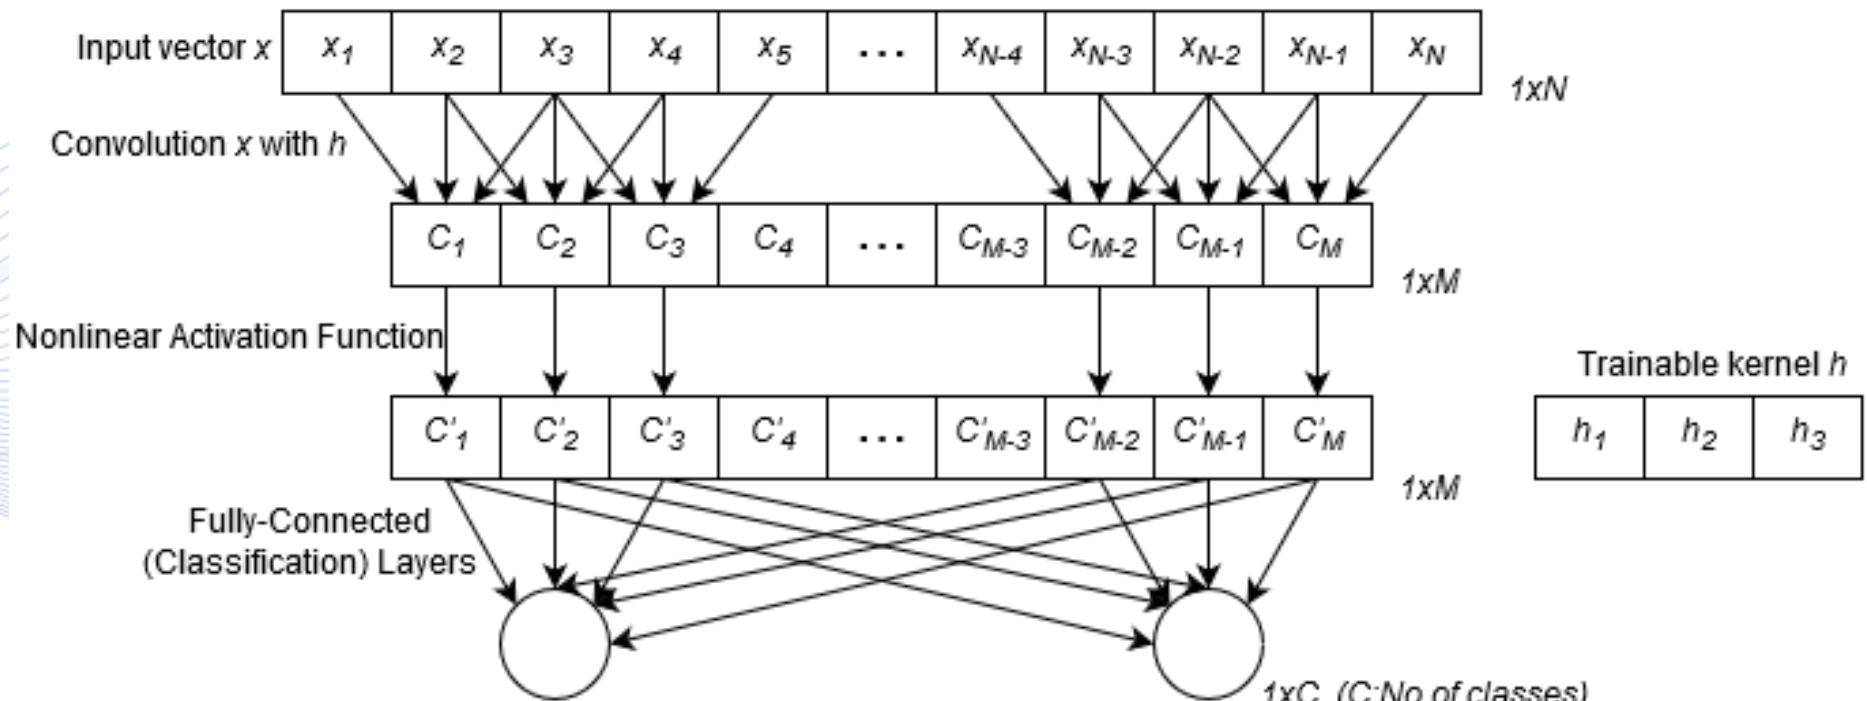 Input vector x x1 x2 x3 x4 x5 ... xN-4 xN-3 xN-2 xN-1 xN
1xN
Convolution x with h
C1 C2 C3 C4 ... CM-3 CM-2 CM-1 CM
1xM
Nonlinear Activation Function
Trainable kernel h
C'1 C'2 C'3 C'4 ... C'M-3 C'M-2 C'M-1 C'M
h1 h2 h3
1xM
Fully-Connected
(Classification) Layers
1xC (C:No of classes)